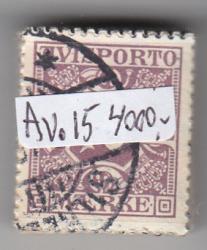 AVISPORTO
Av. 15 4000,-
MÆRKE